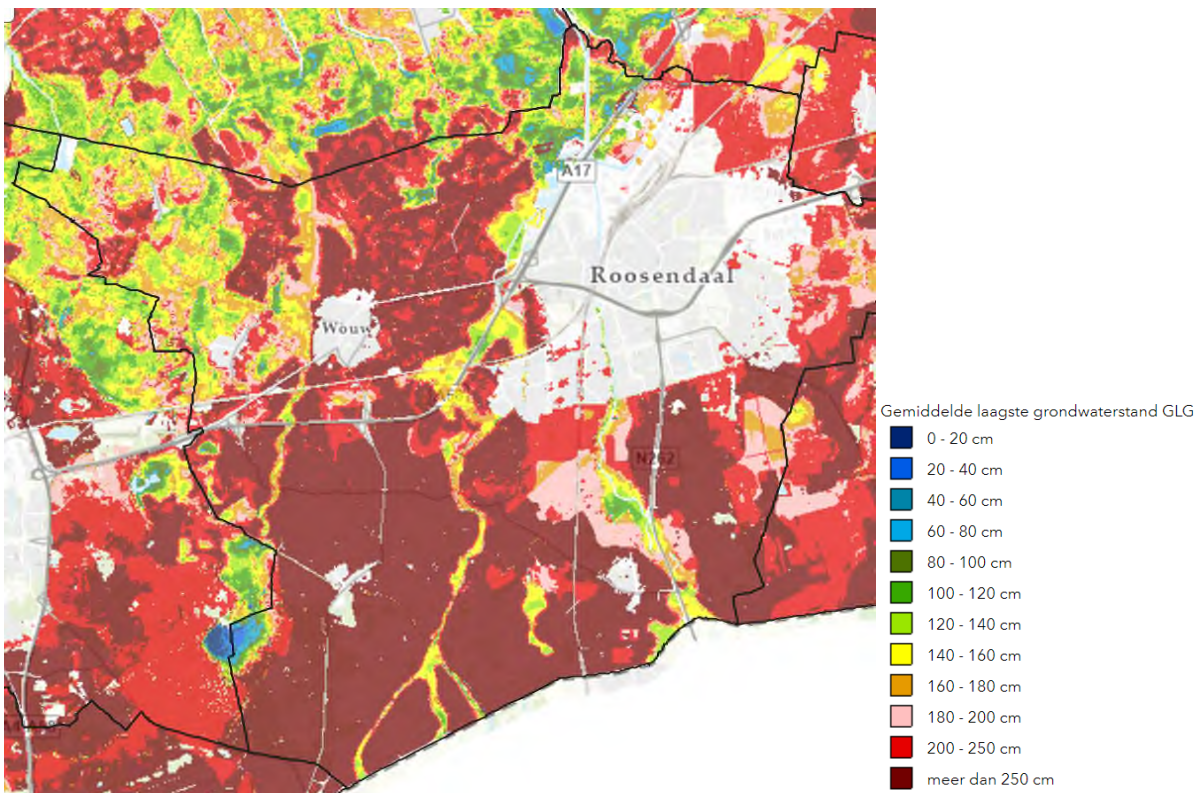 A17
Roosendaal
Wouw
N262
Gemiddelde laagste grondwaterstand GLG
0 - 20 cm
20 - 40 cm
40 - 60 cm
60 - 80 cm
80 - 100 cm
100 - 120 cm
120 - 140 cm
140 - 160 cm
160 - 180 cm
180 - 200 cm
200 - 250 cm
meer dan 250 cm